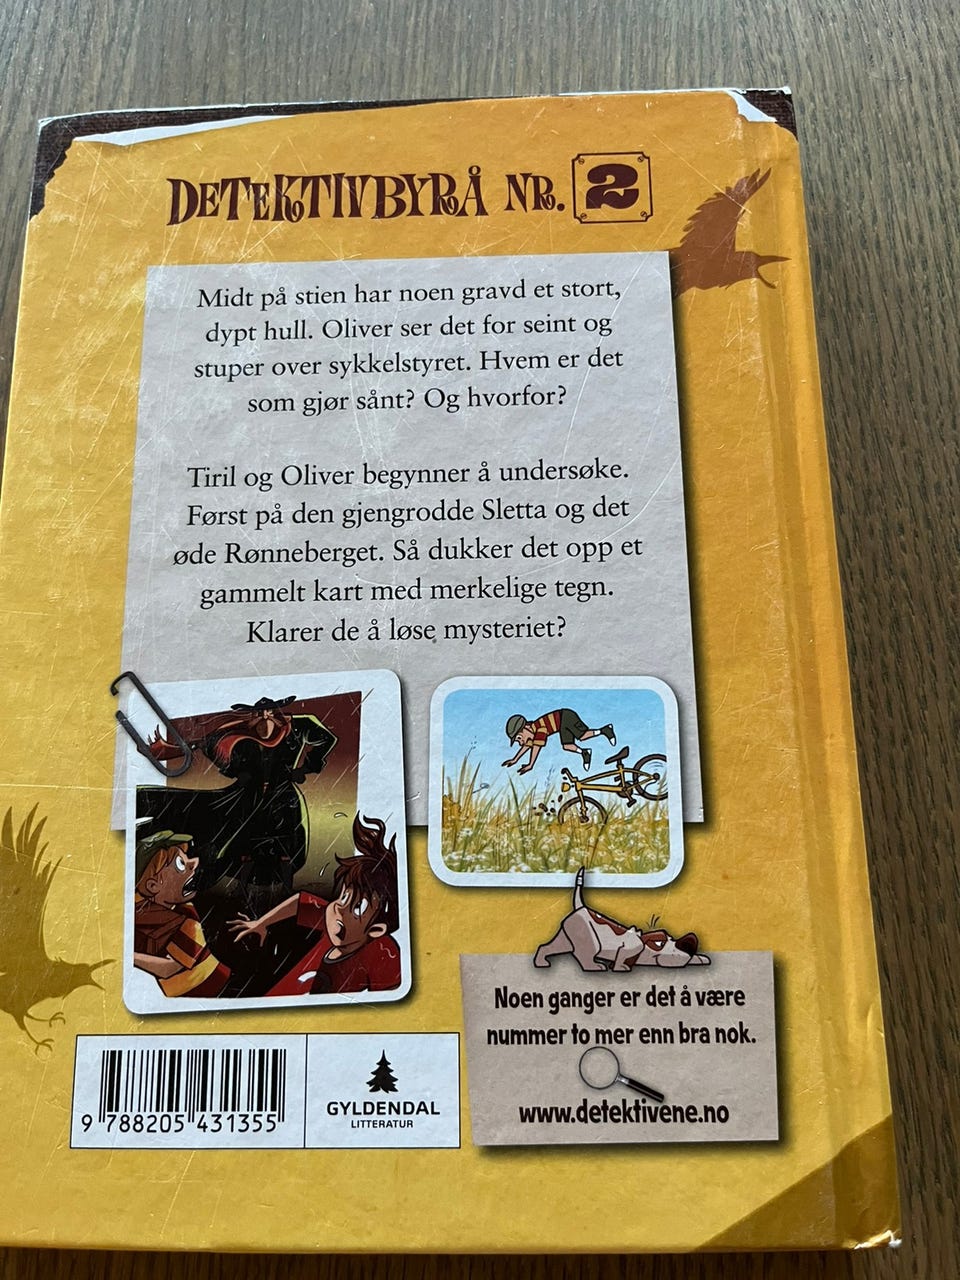 DETEKTIVBYRÅ NR. 2
Midt på stien har noen gravd et stort,
dypt hull. Oliver ser det for seint og
stuper over sykkelstyret. Hvem er det
som gjør sånt? Og hvorfor?
Tiril og Oliver begynner å undersøke.
Først på den gjengrodde Sletta og det
øde Rønneberget. Så dukker det opp et
gammelt kart med merkelige tegn.
Klarer de å løse mysteriet?
Noen ganger er det å være
nummer to mer enn bra nok.
www.detektivene.no
9 788205 431355
GYLDENDAL
LITTERATUR